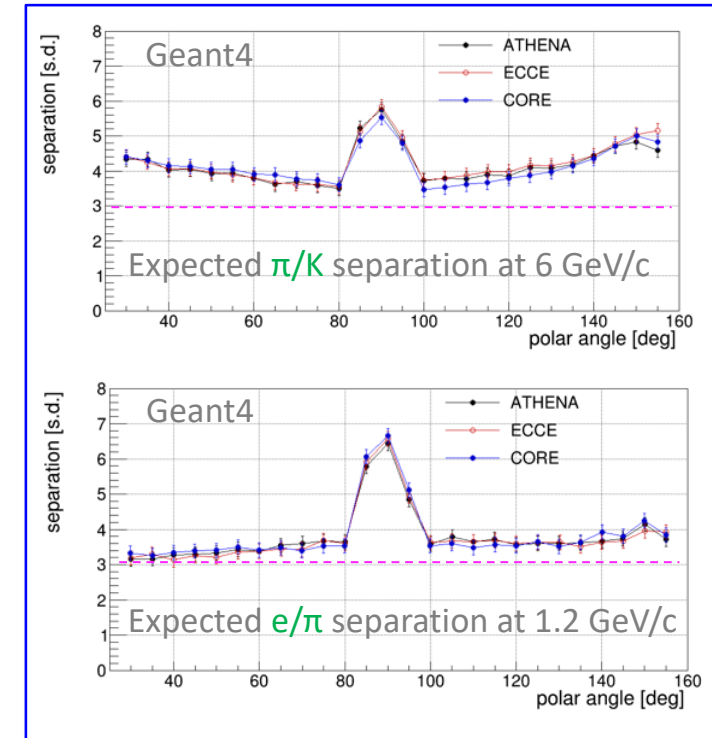 Geant4
ATHENA
ECCE
CORE
separation [s.d.]
8
7
6
5
4
3
2
1
0
Expected π/K separation at 6 GeV/c
40 60 80 100 120 140 160
polar angle [deg]
Geant4
ATHENA
ECCE
CORE
separation [s.d.]
8
7
6
5
4
3
2
1
0
Expected e/π separation at 1.2 GeV/c
40 60 80 100 120 140 160
polar angle [deg]